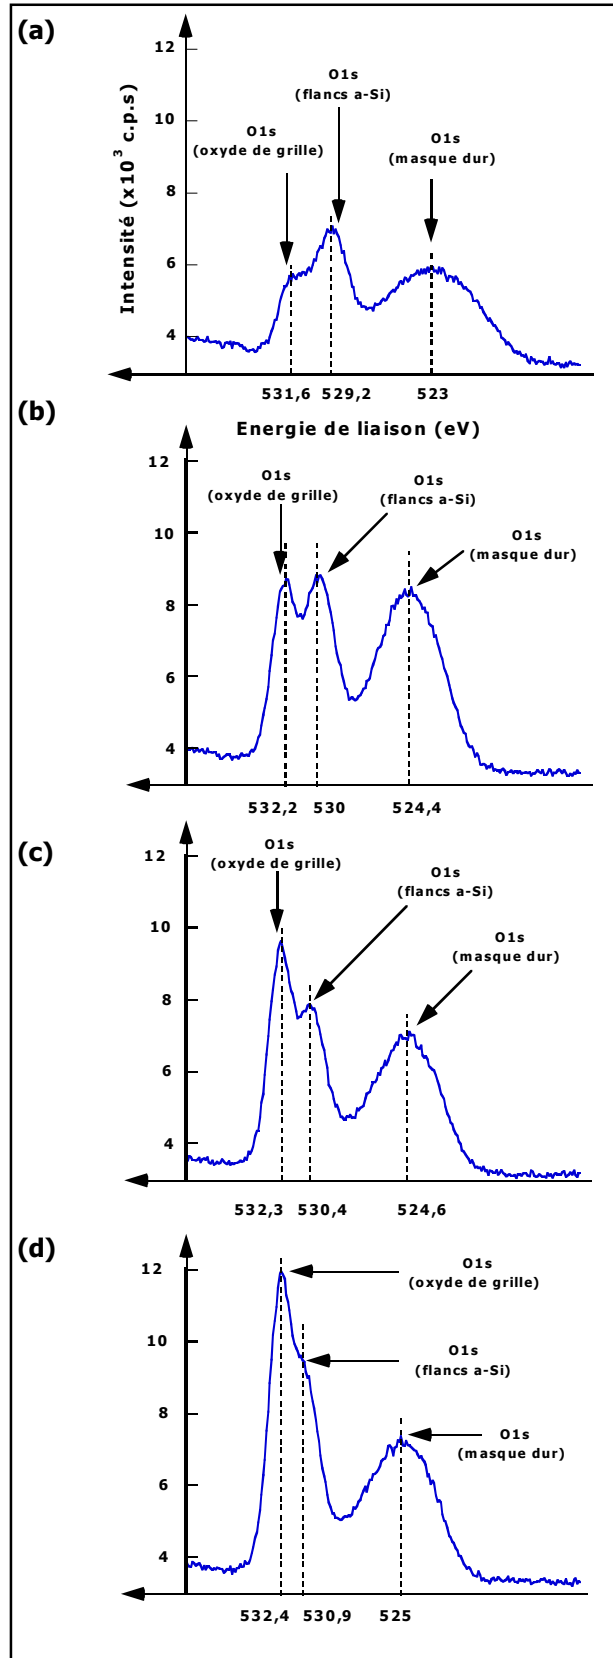 (a)
Intensité (x10³ c.p.s)
12
10
8
6
4
O1s
(flancs a-Si)
O1s
(oxyde de grille)
O1s
(masque dur)
531,6
529,2
523
Energie de liaison (eV)
(b)
12
10
8
6
4
O1s
(oxyde de grille)
O1s
(flancs a-Si)
O1s
(masque dur)
532,2
530
524,4
(c)
12
10
8
6
4
O1s
(oxyde de grille)
O1s
(flancs a-Si)
O1s
(masque dur)
532,3
530,4
524,6
(d)
12
10
8
6
4
O1s
(oxyde de grille)
O1s
(flancs a-Si)
O1s
(masque dur)
532,4
530,9
525